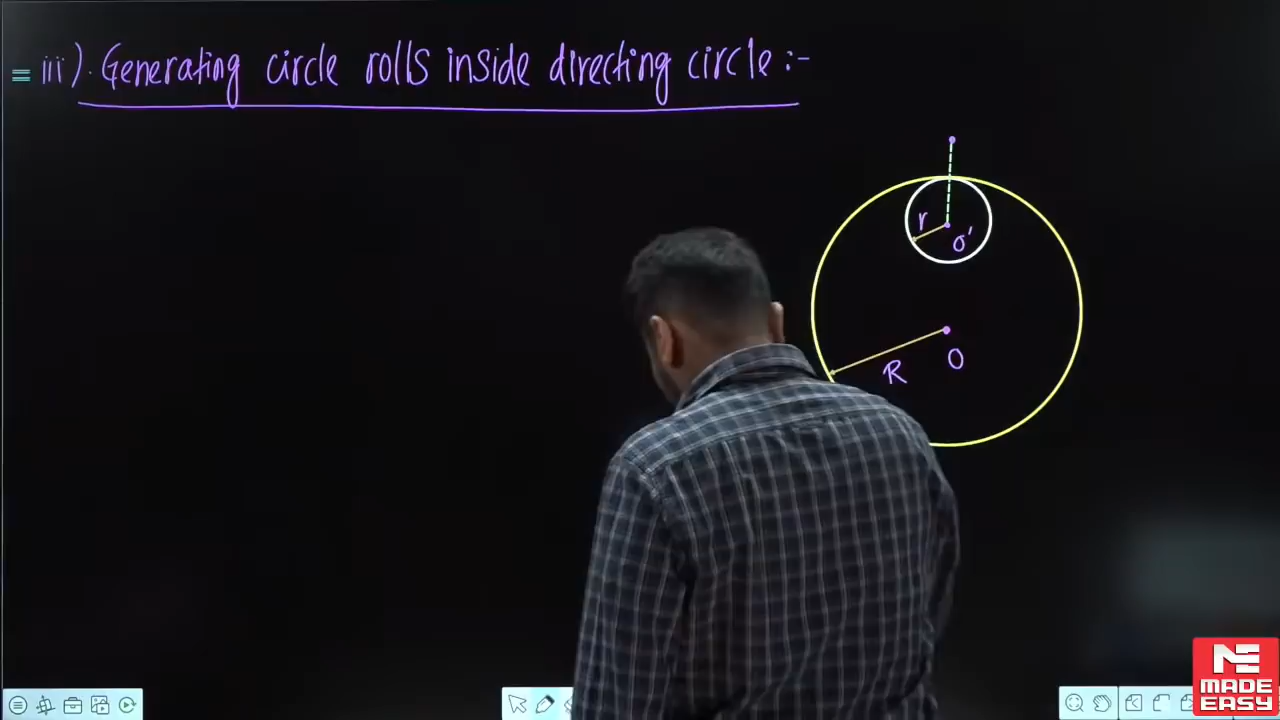 iii). Generating circle rolls inside directing circle :-
r
O'
R
O
MADE
EASY